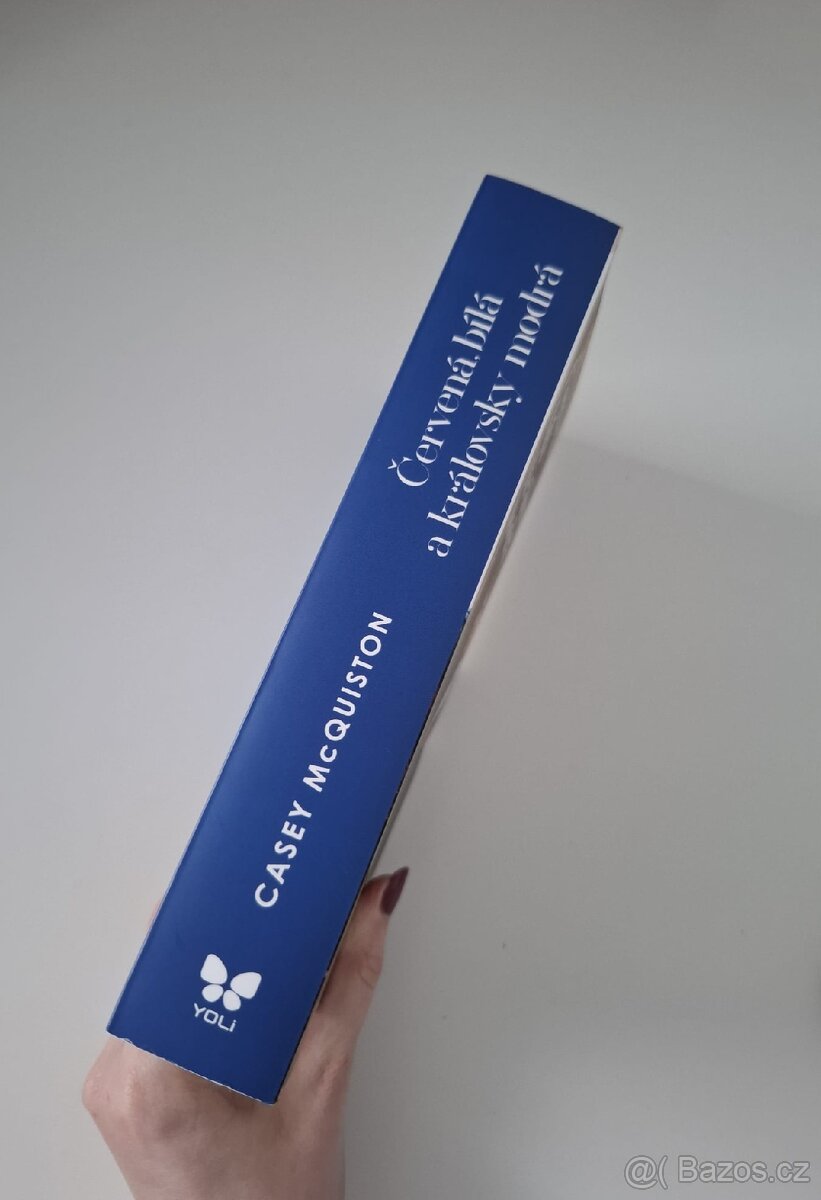 Červená, bílá
a královsky modrá
CASEY McQUISTON
YOLi
@( Bazos.cz